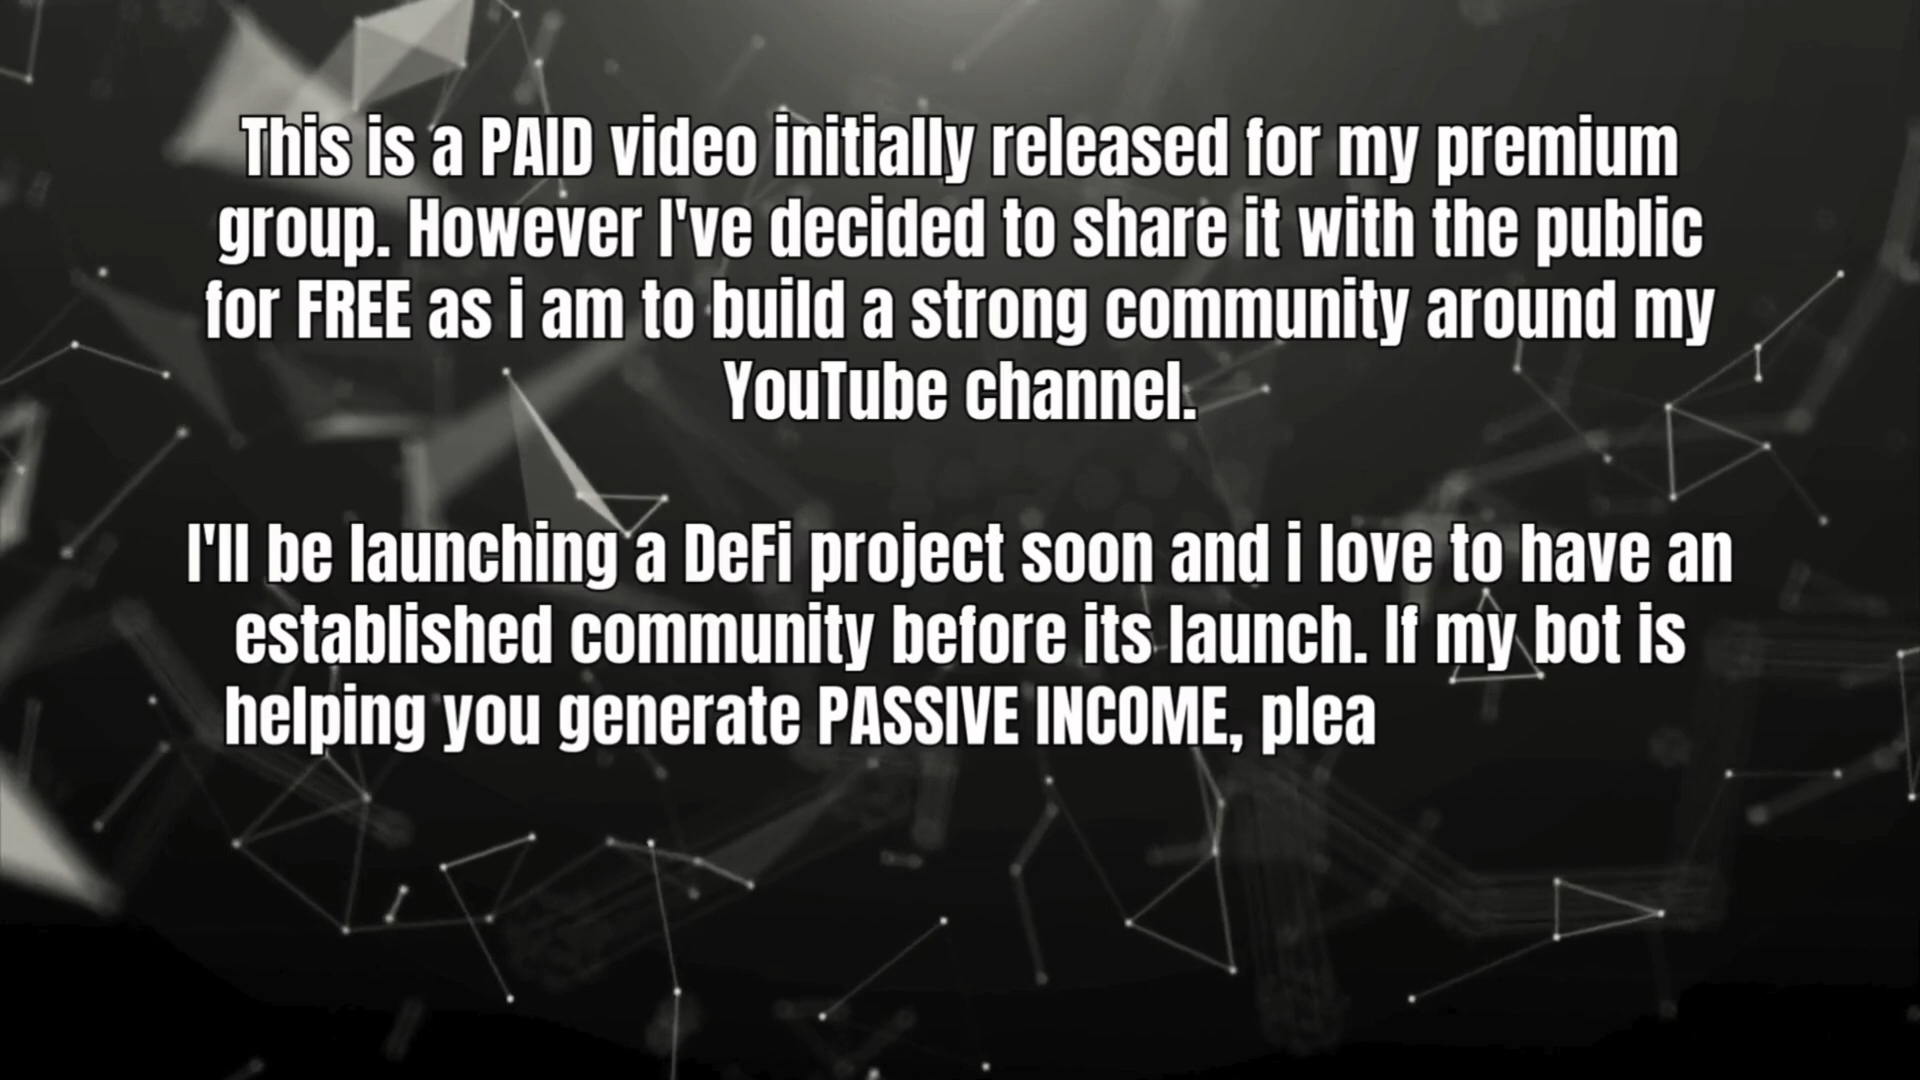 This is a PAID video initially released for my premium
group. However I've decided to share it with the public
for FREE as i am to build a strong community around my
YouTube channel.
I'll be launching a DeFi project soon and i love to have an
established community before its launch. If my bot is
helping you generate PASSIVE INCOME, plea